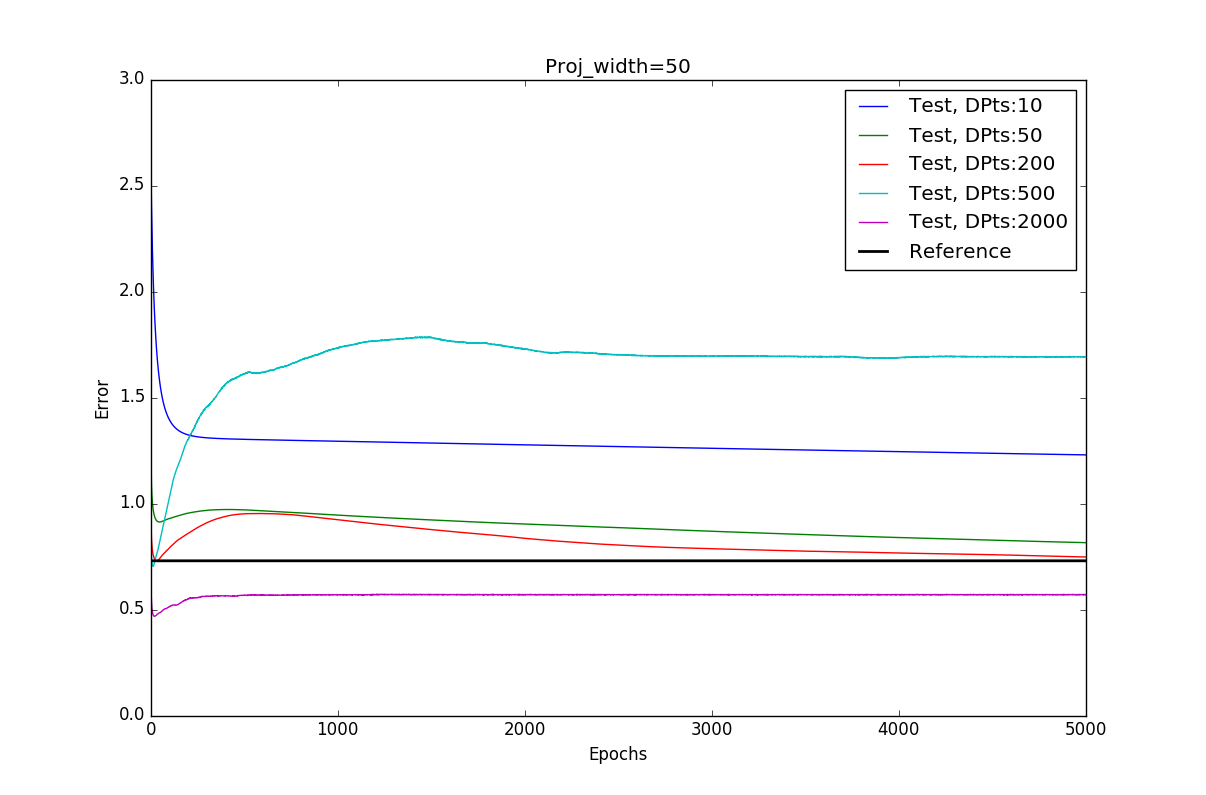 Proj_width=50
3.0
2.5
2.0
1.5
1.0
0.5
0.0
Error
Test, DPts:10
Test, DPts:50
Test, DPts:200
Test, DPts:500
Test, DPts:2000
Reference
0 1000 2000 3000 4000 5000
Epochs